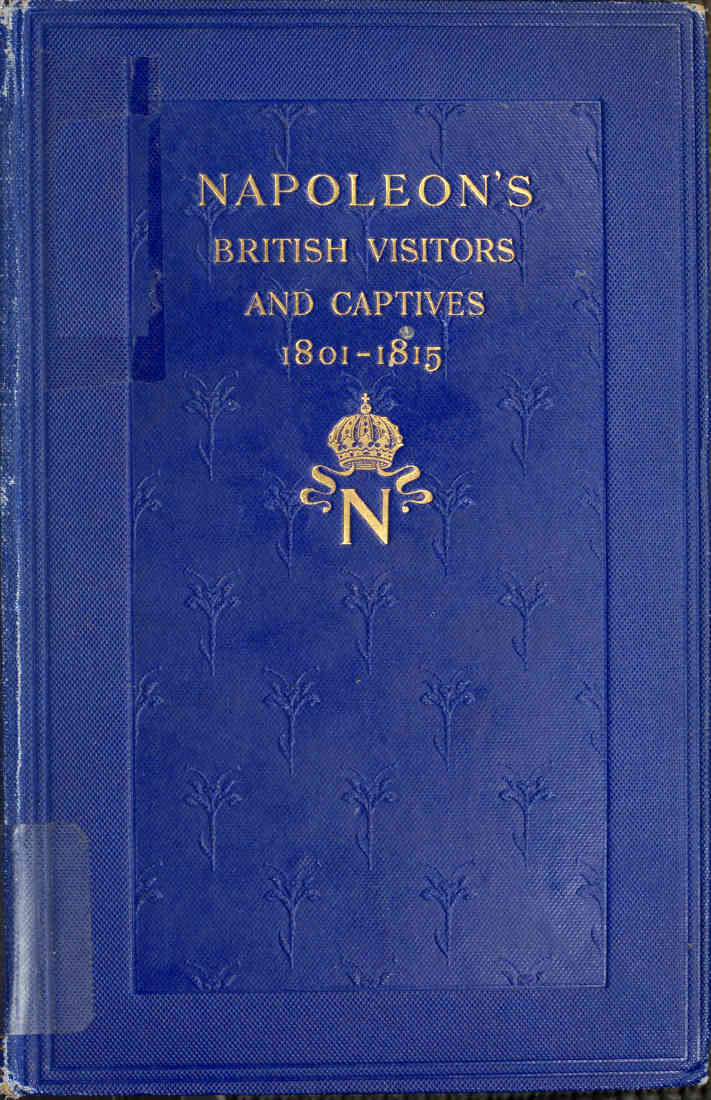 NAPOLEON'S
BRITISH VISITORS
AND CAPTIVES
1801-1815
N